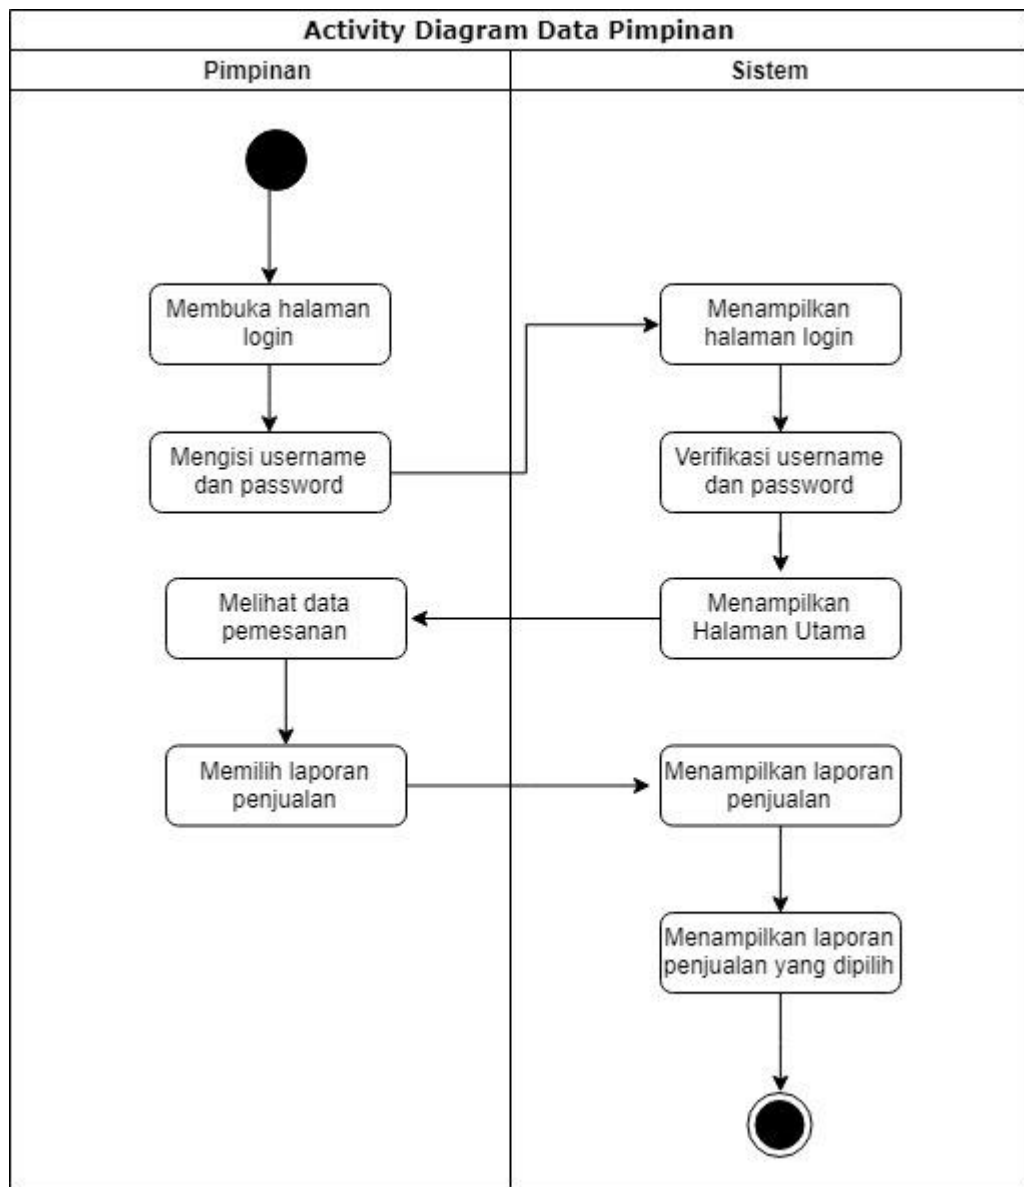 Activity Diagram Data Pimpinan
Pimpinan
Sistem
Membuka halaman
login
Menampilkan
halaman login
Mengisi username
dan password
Verifikasi username
dan password
Melihat data
pemesanan
Menampilkan
Halaman Utama
Memilih laporan
penjualan
Menampilkan laporan
penjualan
Menampilkan laporan
penjualan yang dipilih